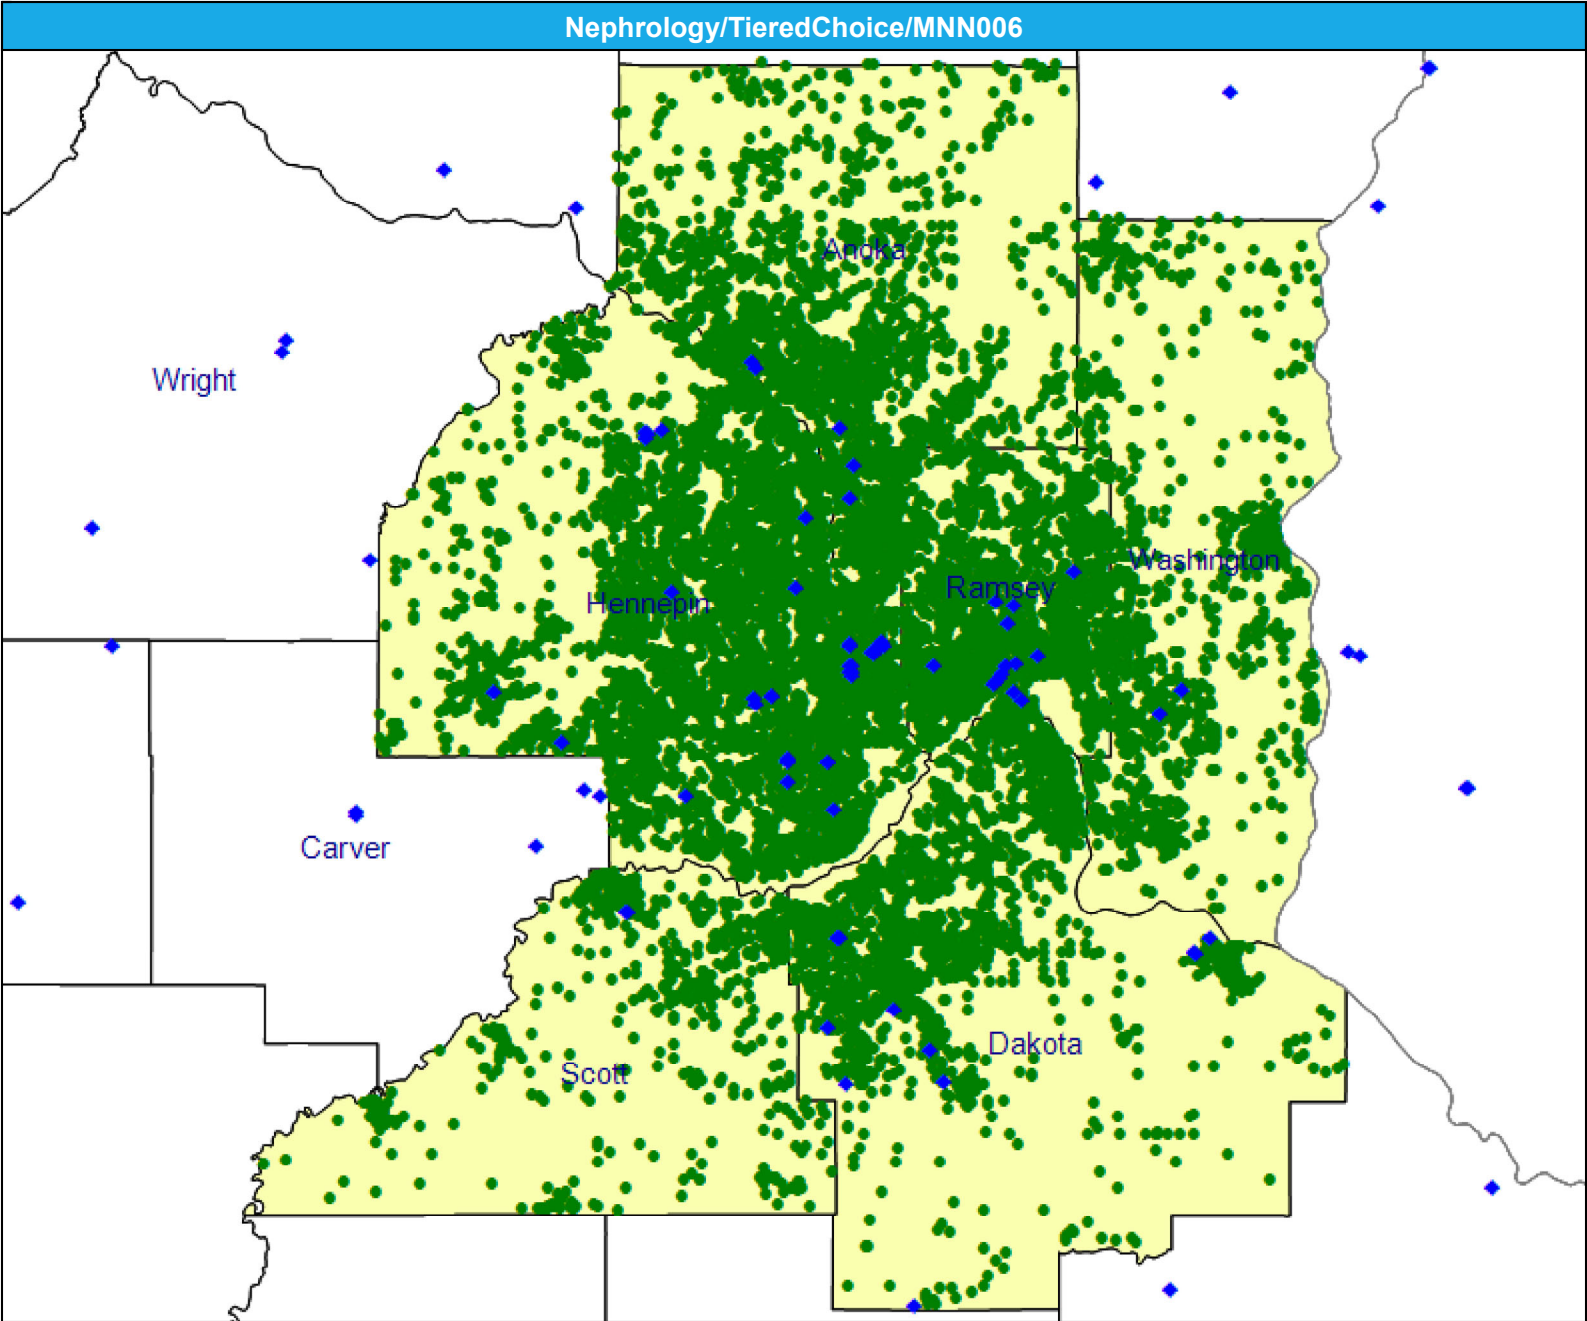 Nephrology/TieredChoice/MNN006
Anoka
Wright
Washington
Ramsey
Hennepin
Carver
Dakota
Scott